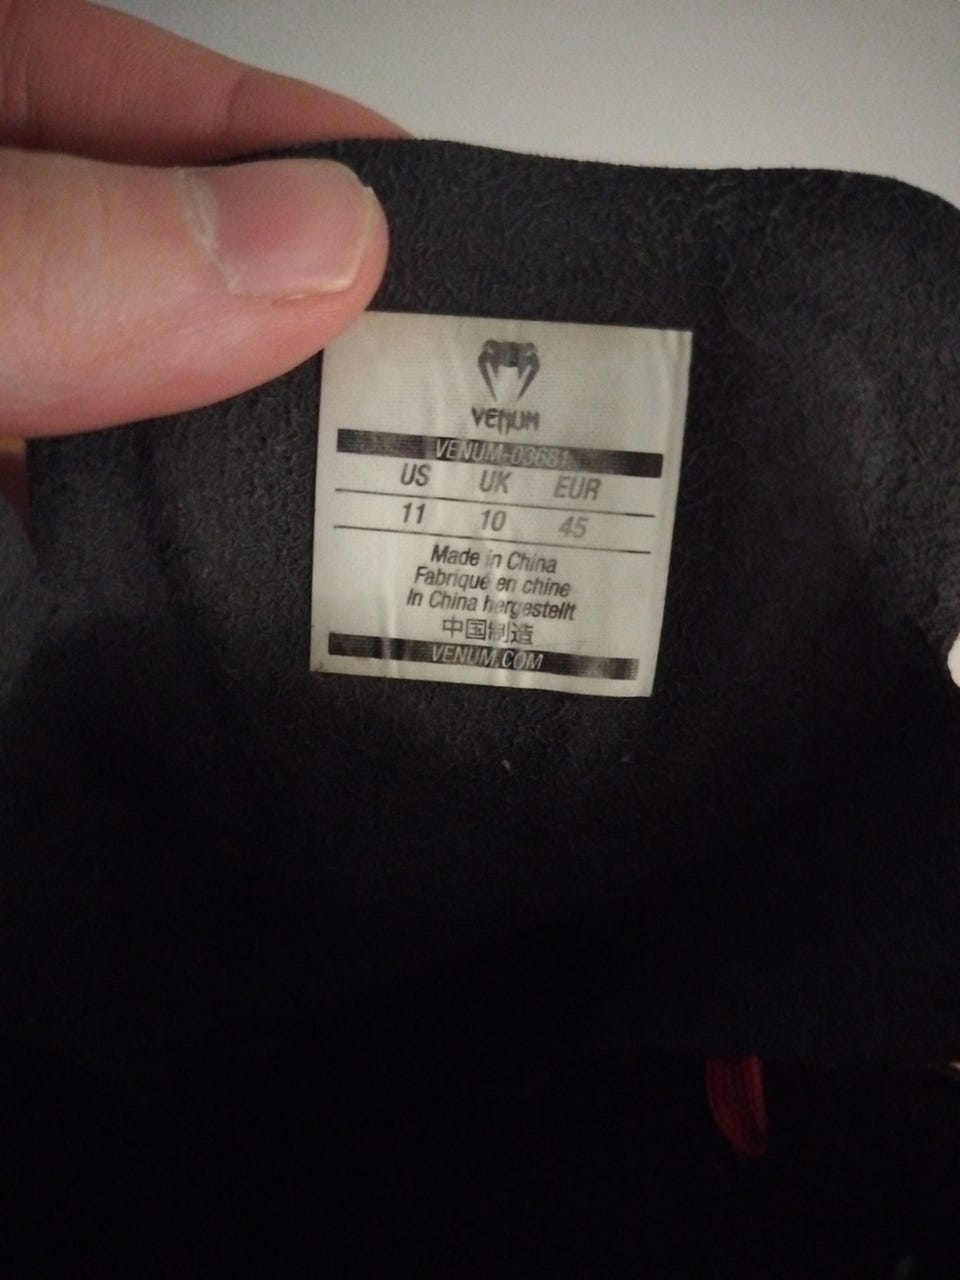 VENUM
VENUM-03681
US UK EUR
11 10 45
Made in China
Fabriqué en chine
In China hergestellt
中国制造
VENUM.COM